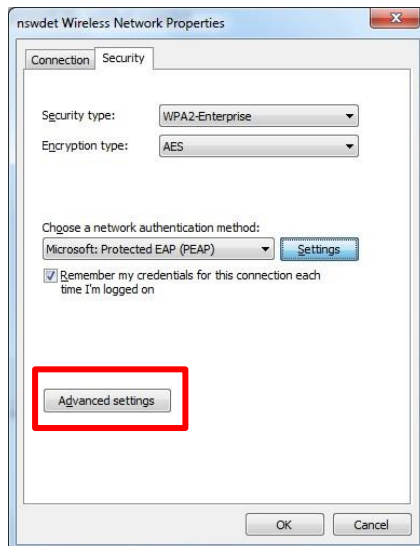 nswdet Wireless Network Properties
Connection Security
Security type: WPA2-Enterprise
Encryption type: AES
Choose a network authentication method:
Microsoft: Protected EAP (PEAP) Settings
Remember my credentials for this connection each
time I'm logged on
Advanced settings
OK Cancel